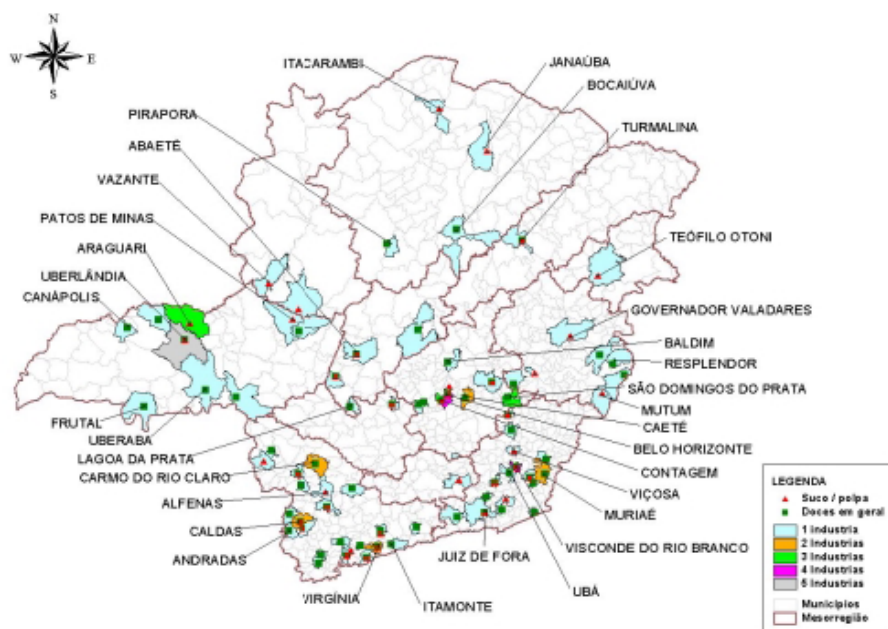 N
W E
S
ITACARAMBI
JANAÚBA
BOCAIÚVA
PIRAPORA
TURMALINA
ABAETÉ
VAZANTE
PATOS DE MINAS
ARAGUARI
TEÓFILO OTONI
UBERLÂNDIA
CANÁPOLIS
GOVERNADOR VALADARES
BALDIM
RESPLENDOR
SÃO DOMINGOS DO PRATA
FRUTAL
MUTUM
UBERABA
CAETÉ
LAGOA DA PRATA
BELO HORIZONTE
CARMO DO RIO CLARO
CONTAGEM
ALFENAS
VIÇOSA
MURIAÉ
CALDAS
VISCONDE DO RIO BRANCO
ANDRADAS
JUIZ DE FORA
UBÁ
VIRGÍNIA
ITAMONTE
LEGENDA
Suco / polpa
Doces em geral
1 Industria
2 Industrias
3 Industrias
4 Industrias
5 Industrias
Municípios
Mesorregião